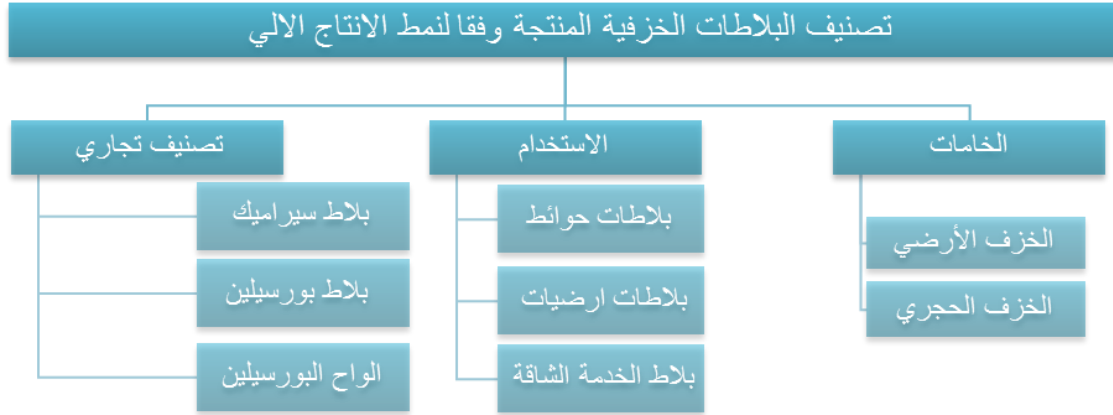 تصنيف البلاطات الخزفية المنتجة وفقا لنمط الانتاج الالي
الخامات
الخزف الأرضي
الخزف الحجري
الاستخدام
بلاطات حوائط
بلاطات ارضيات
بلاط الخدمة الشاقة
تصنيف تجاري
بلاط سيراميك
بلاط بورسيلين
الواح البورسيلين